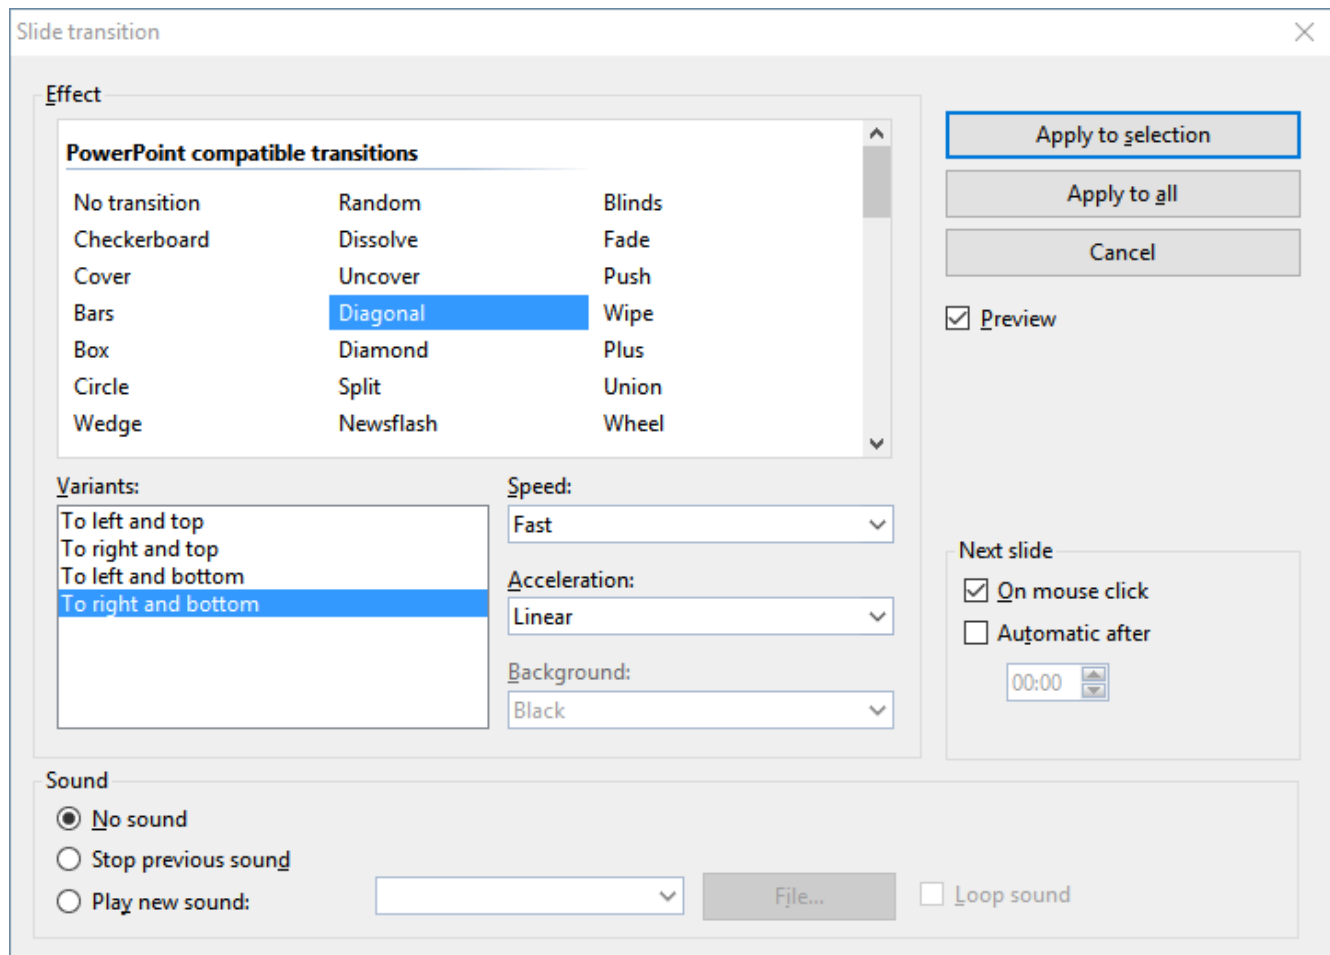 Slide transition
Effect
PowerPoint compatible transitions
No transition Random Blinds
Checkerboard Dissolve Fade
Cover Uncover Push
Bars Diagonal Wipe
Box Diamond Plus
Circle Split Union
Wedge Newsflash Wheel
Apply to selection
Apply to all
Cancel
Preview
Variants:
To left and top
To right and top
To left and bottom
To right and bottom
Speed:
Fast
Acceleration:
Linear
Background:
Black
Next slide
On mouse click
Automatic after
00:00
Sound
No sound
Stop previous sound
Play new sound:
File...
Loop sound